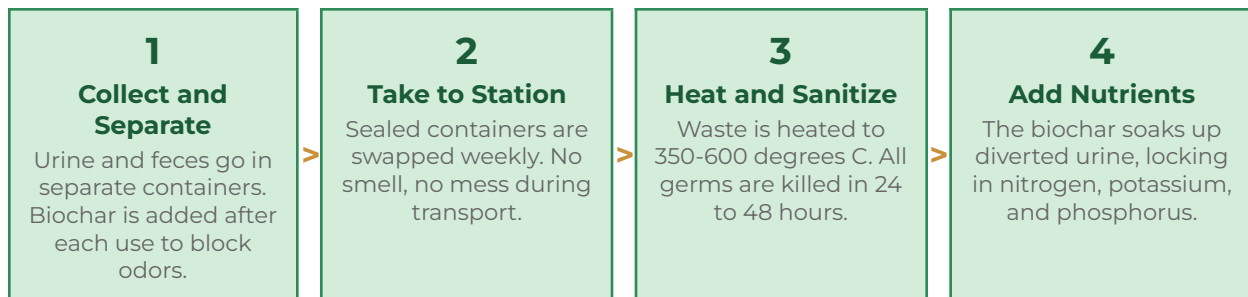 1
Collect and
Separate
Urine and feces go in
separate containers.
Biochar is added after
each use to block
odors.
>
2
Take to Station
Sealed containers are
swapped weekly. No
smell, no mess during
transport.
>
3
Heat and Sanitize
Waste is heated to
350-600 degrees C. All
germs are killed in 24
to 48 hours.
>
4
Add Nutrients
The biochar soaks up
diverted urine, locking
in nitrogen, potassium,
and phosphorus.